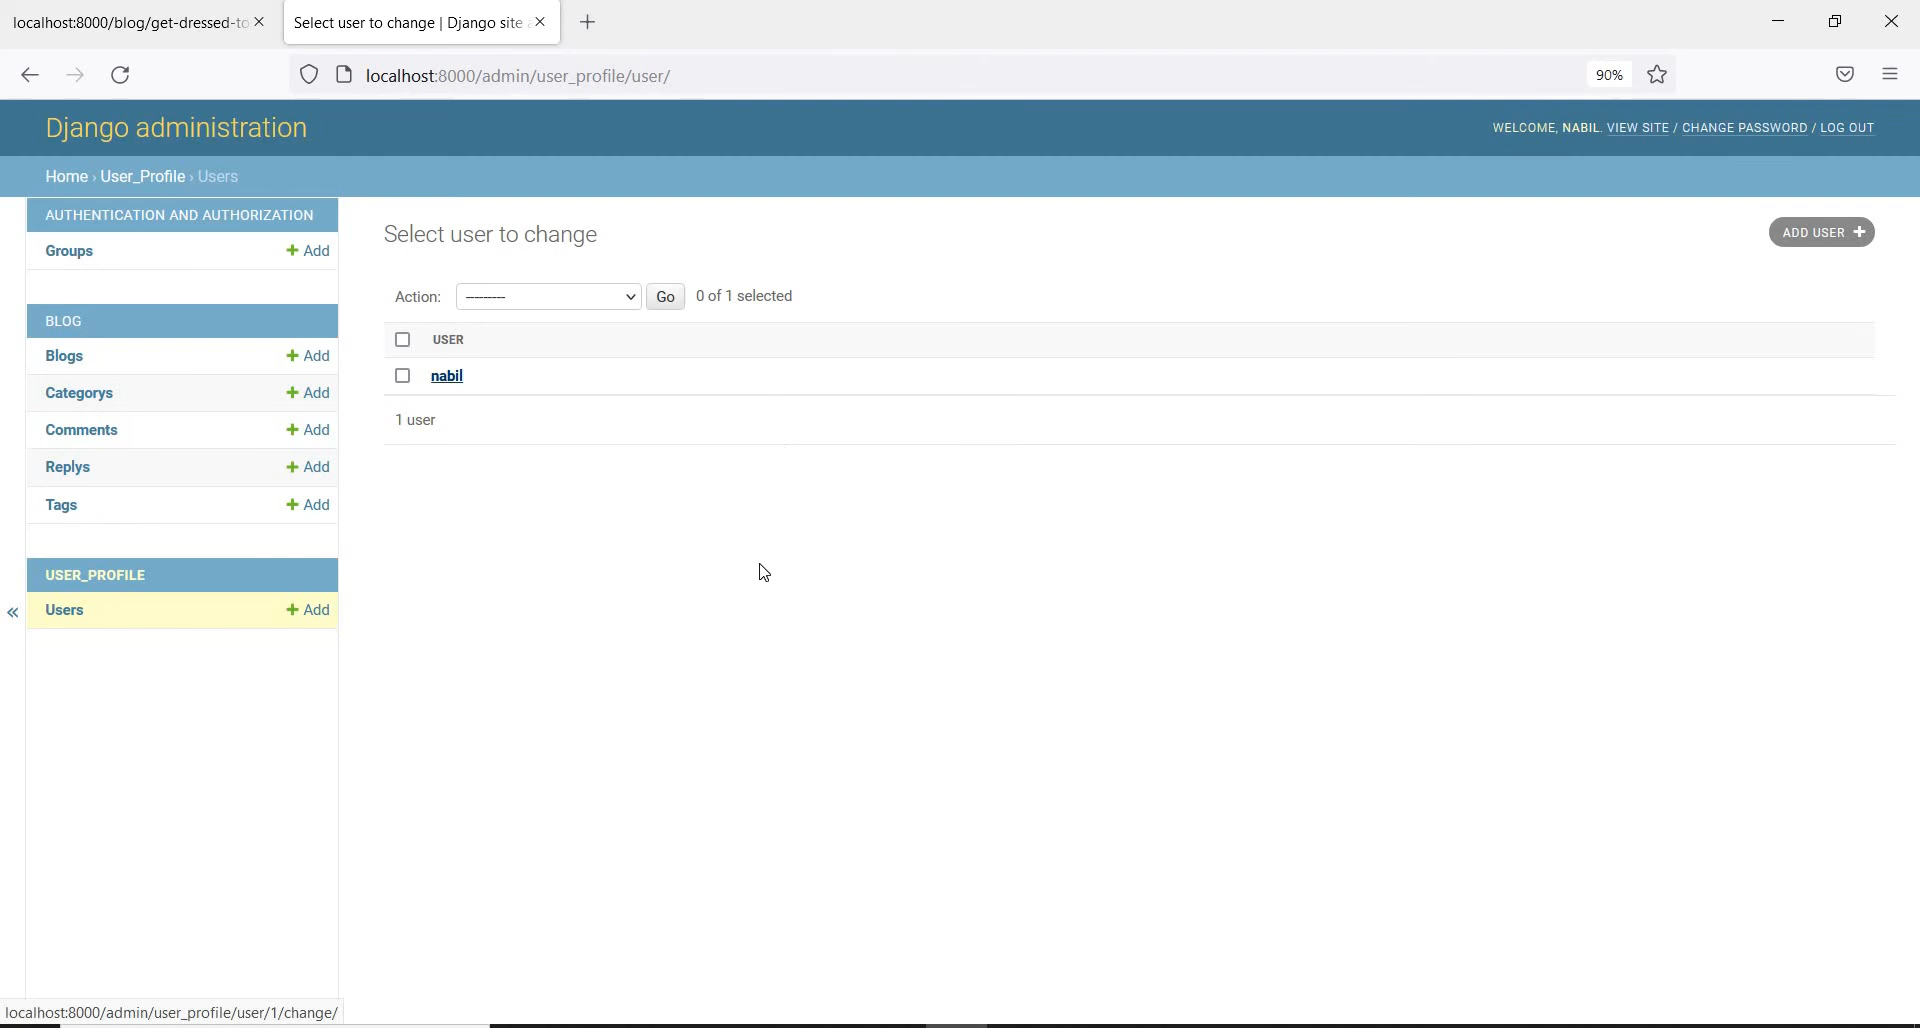 localhost:8000/blog/get-dressed-to
Select user to change | Django site
localhost:8000/admin/user_profile/user/
90%
Django administration
WELCOME, NABIL. VIEW SITE / CHANGE PASSWORD / LOG OUT
Home › User_Profile › Users
AUTHENTICATION AND AUTHORIZATION
Groups + Add
BLOG
Blogs + Add
Categorys + Add
Comments + Add
Replys + Add
Tags + Add
USER_PROFILE
Users + Add
«
Select user to change
ADD USER +
Action: --------- Go 0 of 1 selected
USER
nabil
1 user
localhost:8000/admin/user_profile/user/1/change/